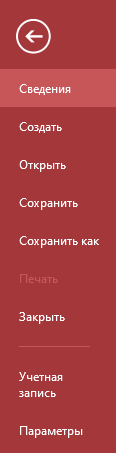 Сведения
Создать
Открыть
Сохранить
Сохранить как
Печать
Закрыть
Учетная
запись
Параметры